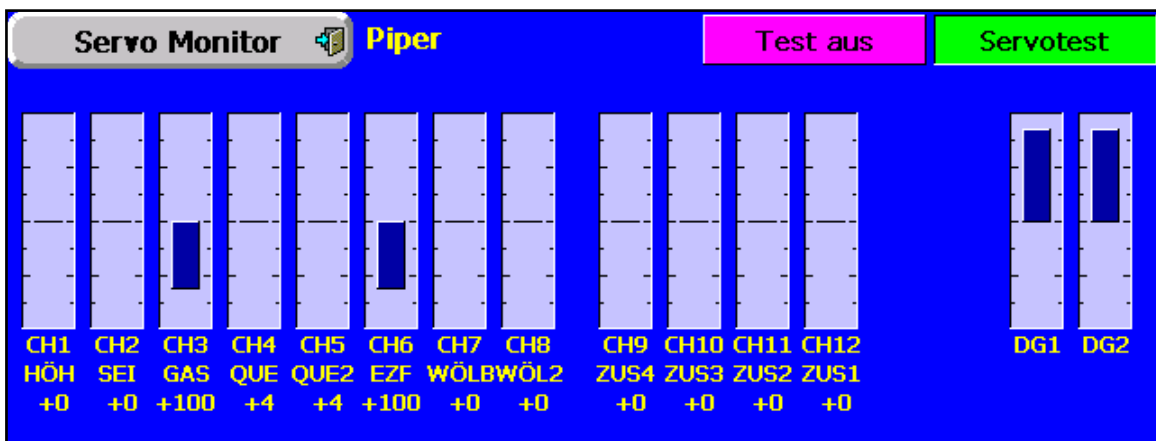 Servo Monitor Piper Test aus Servotest
CH1 CH2 CH3 CH4 CH5 CH6 CH7 CH8 CH9 CH10 CH11 CH12 DG1 DG2
HÖH SEI GAS QUE QUE2 EZF WÖLB WÖL2 ZUS4 ZUS3 ZUS2 ZUS1
+0 +0 +100 +4 +4 +100 +0 +0 +0 +0 +0 +0